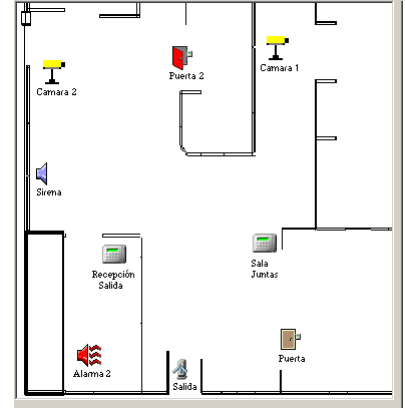 Puerta 2
Camara 1
Camara 2
Sirena
Recepción
Salida
Sala
Juntas
Puerta
Alarma 2
Salida